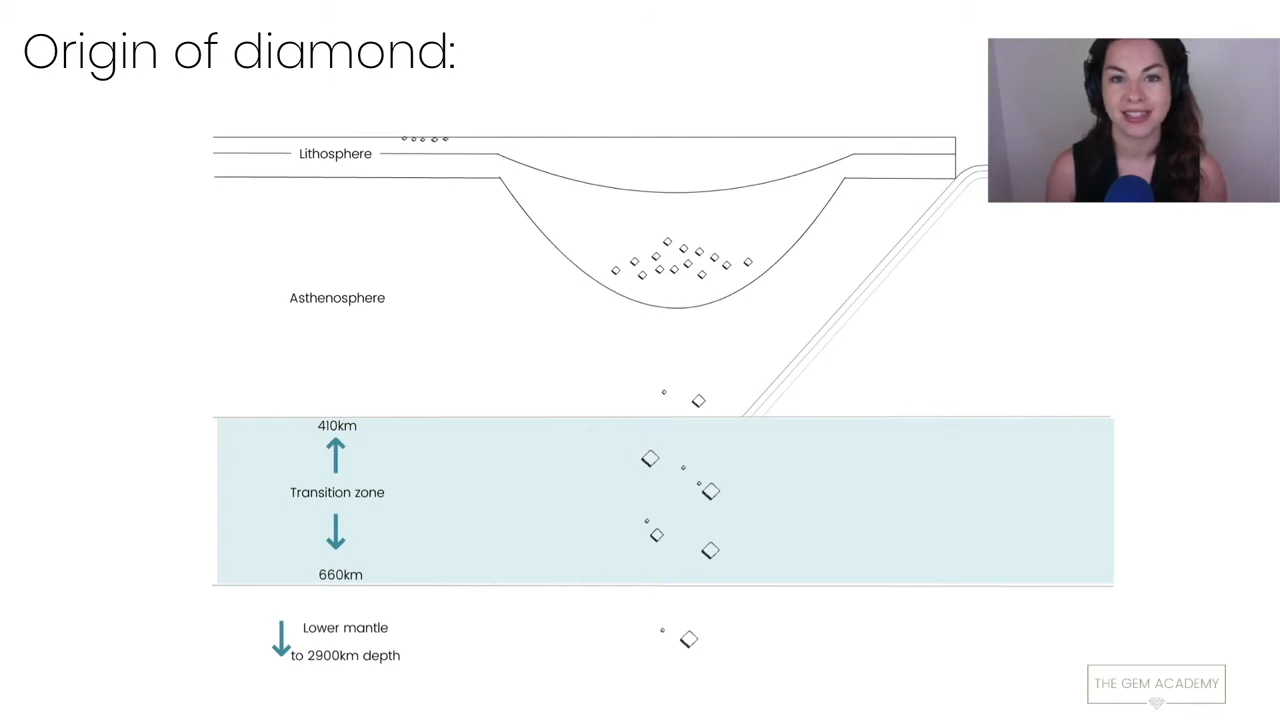 Origin of diamond:
Lithosphere
Asthenosphere
410km
Transition zone
660km
Lower mantle
to 2900km depth
THE GEM ACADEMY